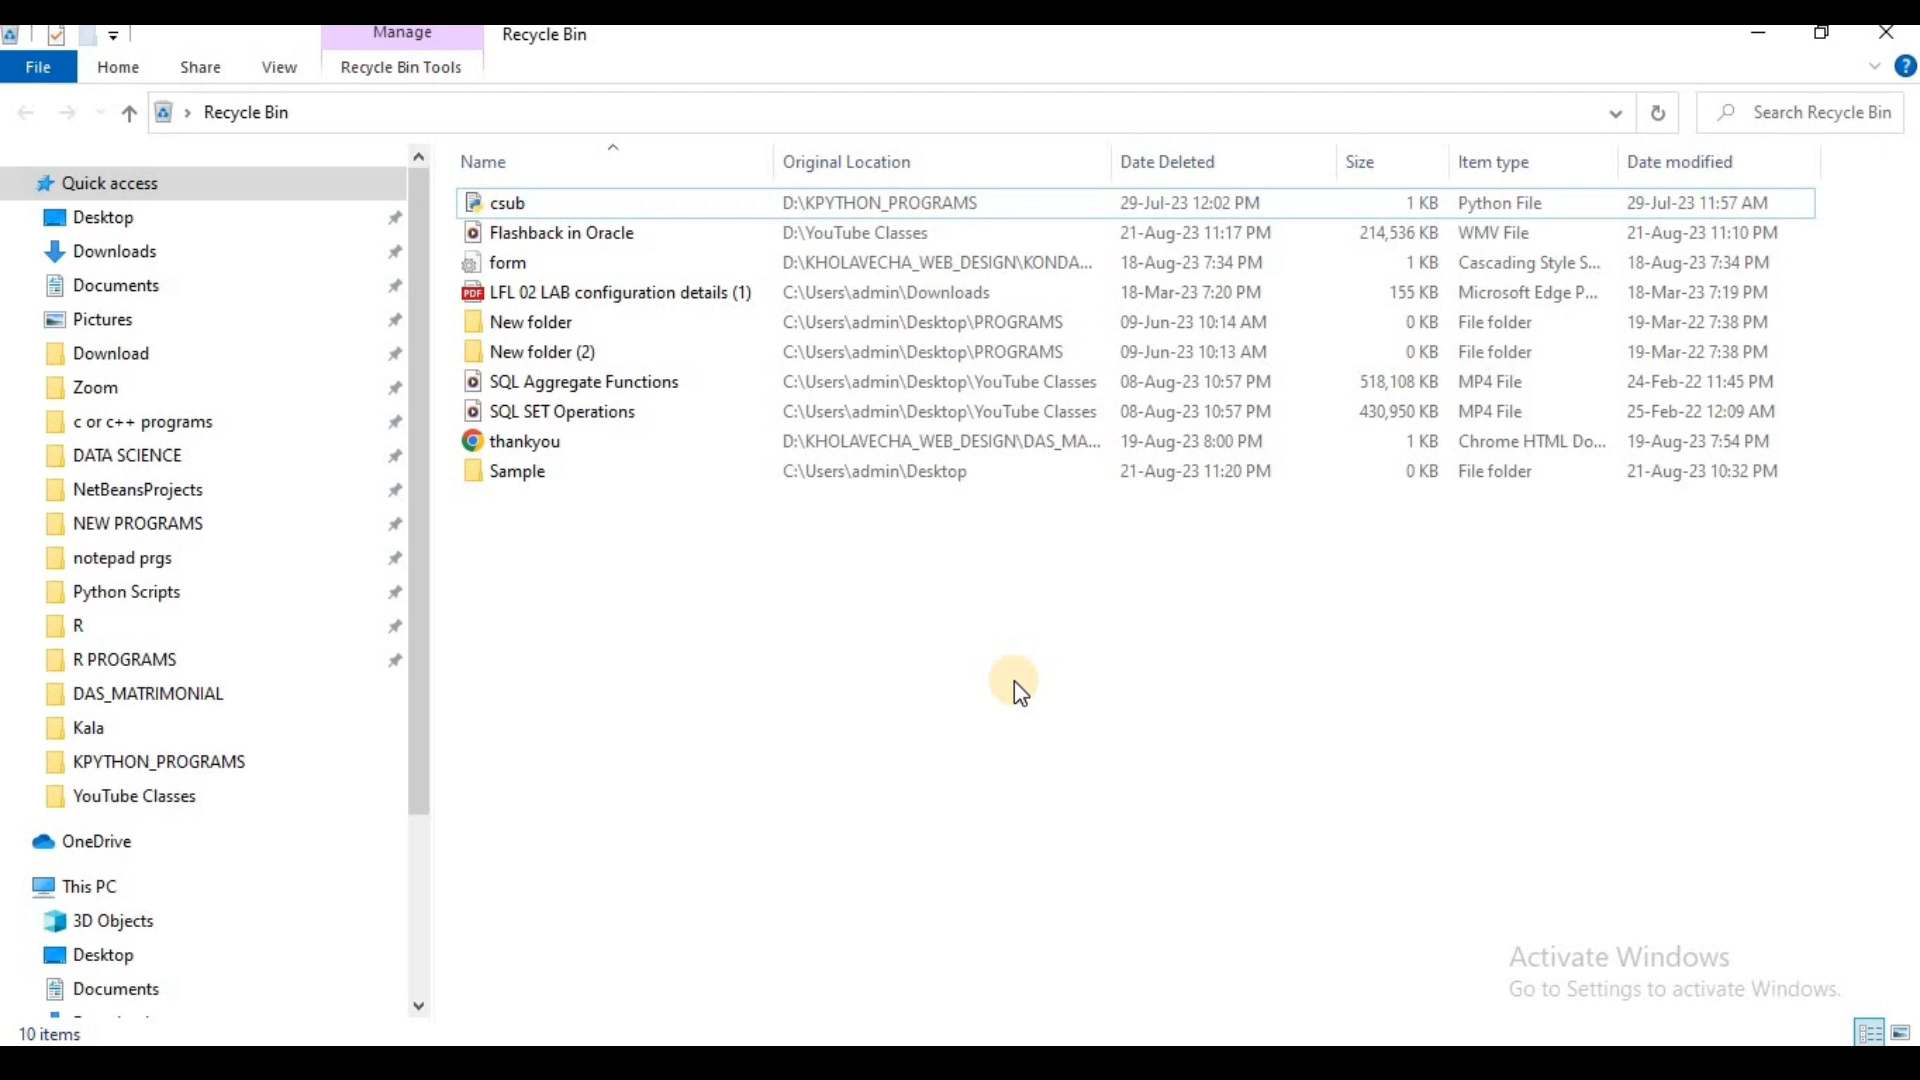 Manage
Recycle Bin
File
Home
Share
View
Recycle Bin Tools
Recycle Bin
Search Recycle Bin
Name Original Location Date Deleted Size Item type Date modified
csub D:\KPYTHON_PROGRAMS 29-Jul-23 12:02 PM 1 KB Python File 29-Jul-23 11:57 AM
Flashback in Oracle D:\YouTube Classes 21-Aug-23 11:17 PM 214,536 KB WMV File 21-Aug-23 11:10 PM
form D:\KHOLAVECHA_WEB_DESIGN\KONDA... 18-Aug-23 7:34 PM 1 KB Cascading Style S... 18-Aug-23 7:34 PM
LFL 02 LAB configuration details (1) C:\Users\admin\Downloads 18-Mar-23 7:20 PM 155 KB Microsoft Edge P... 18-Mar-23 7:19 PM
New folder C:\Users\admin\Desktop\PROGRAMS 09-Jun-23 10:14 AM 0 KB File folder 19-Mar-22 7:38 PM
New folder (2) C:\Users\admin\Desktop\PROGRAMS 09-Jun-23 10:13 AM 0 KB File folder 19-Mar-22 7:38 PM
SQL Aggregate Functions C:\Users\admin\Desktop\YouTube Classes 08-Aug-23 10:57 PM 518,108 KB MP4 File 24-Feb-22 11:45 PM
SQL SET Operations C:\Users\admin\Desktop\YouTube Classes 08-Aug-23 10:57 PM 430,950 KB MP4 File 25-Feb-22 12:09 AM
thankyou D:\KHOLAVECHA_WEB_DESIGN\DAS_MA... 19-Aug-23 8:00 PM 1 KB Chrome HTML Do... 19-Aug-23 7:54 PM
Sample C:\Users\admin\Desktop 21-Aug-23 11:20 PM 0 KB File folder 21-Aug-23 10:32 PM
Quick access
Desktop
Downloads
Documents
Pictures
Download
Zoom
c or c++ programs
DATA SCIENCE
NetBeansProjects
NEW PROGRAMS
notepad prgs
Python Scripts
R
R PROGRAMS
DAS_MATRIMONIAL
Kala
KPYTHON_PROGRAMS
YouTube Classes
OneDrive
This PC
3D Objects
Desktop
Documents
10 items
Activate Windows
Go to Settings to activate Windows.